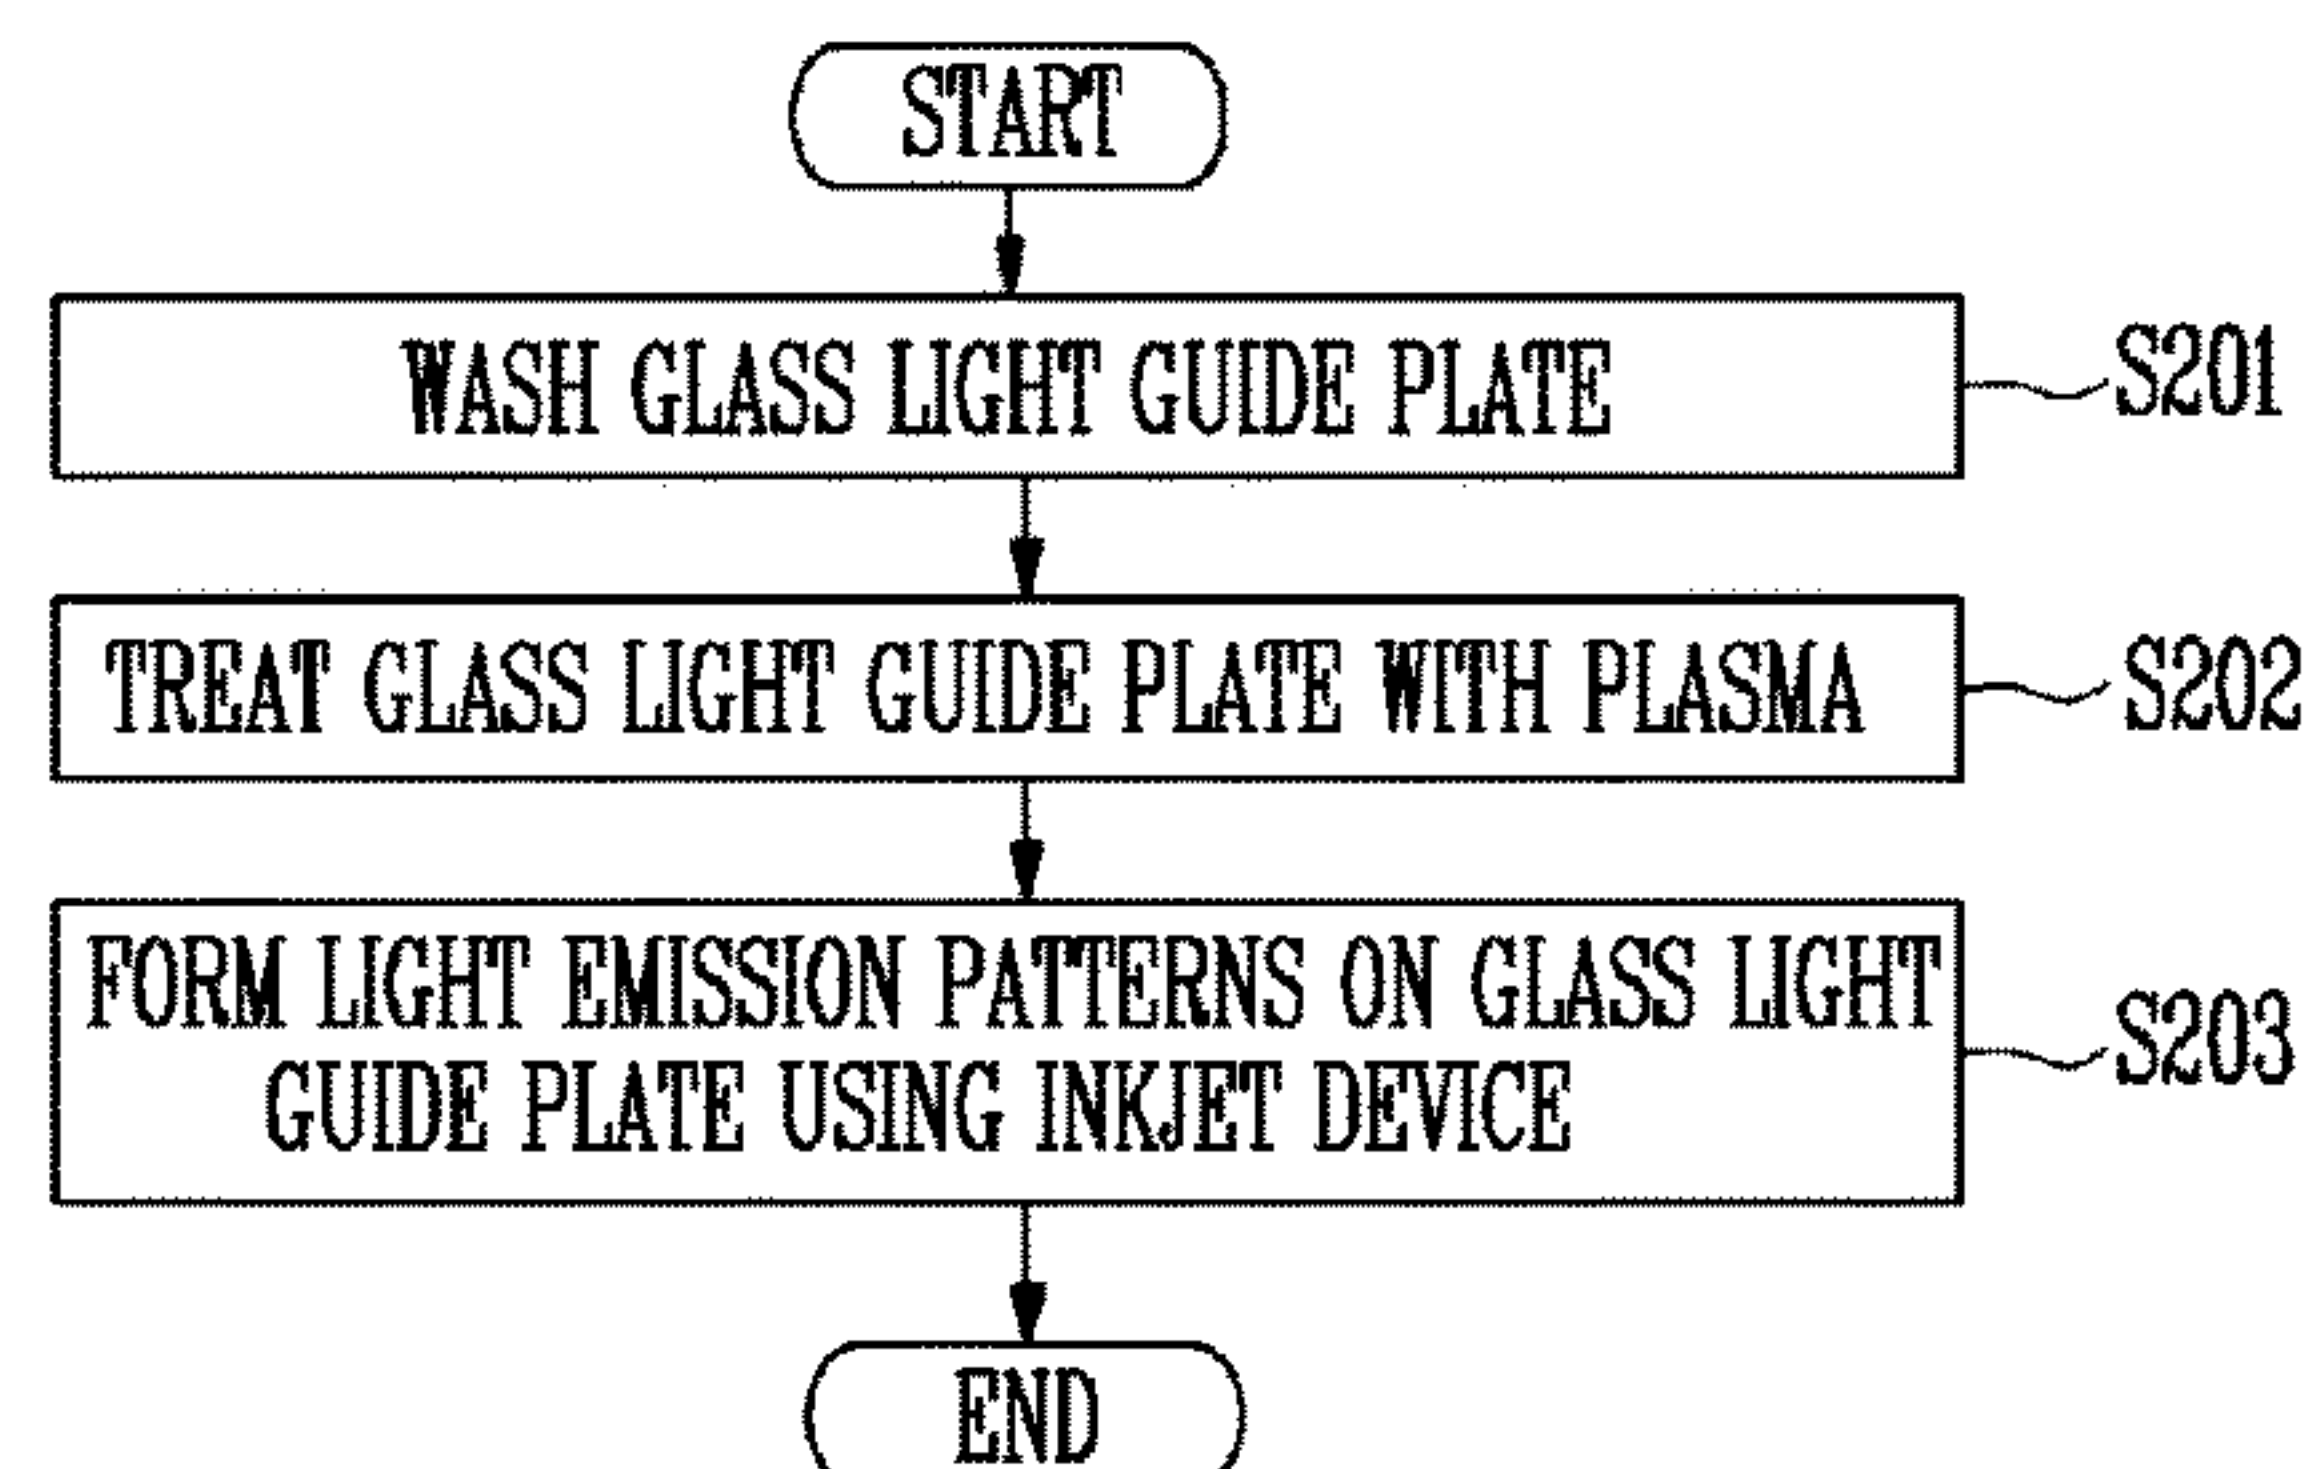 START
WASH GLASS LIGHT GUIDE PLATE
S201
TREAT GLASS LIGHT GUIDE PLATE WITH PLASMA
S202
FORM LIGHT EMISSION PATTERNS ON GLASS LIGHT
GUIDE PLATE USING INKJET DEVICE
S203
END